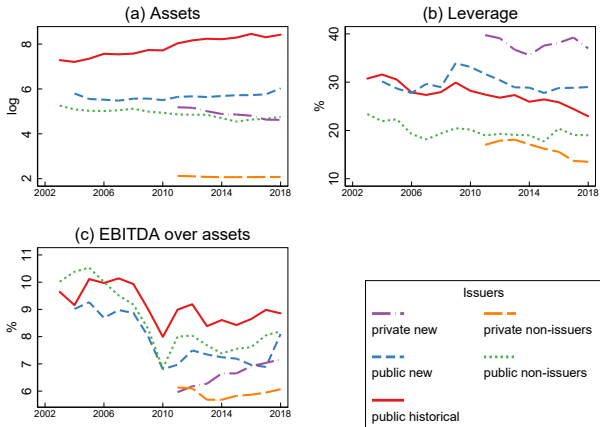 (a) Assets
8
6
4
2
log
2002 2006 2010 2014 2018
(b) Leverage
40
30
20
10
%
2002 2006 2010 2014 2018
(c) EBITDA over assets
11
10
9
8
7
6
%
2002 2006 2010 2014 2018
Issuers
private new private non-issuers
public new public non-issuers
public historical